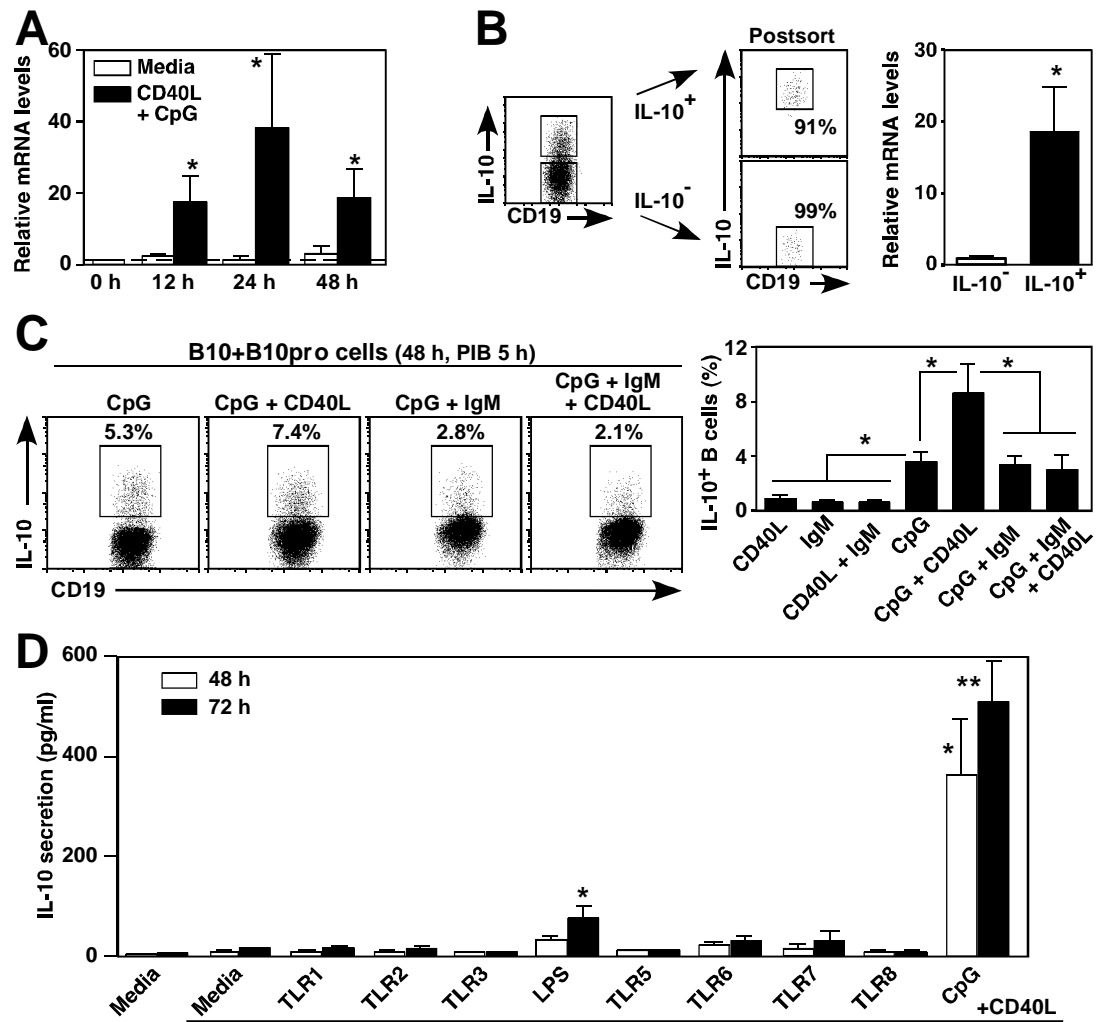 A
Relative mRNA levels
60
40
20
0
Media
CD40L
+ CpG
*
*
*
0 h
12 h
24 h
48 h
B
IL-10
CD19
IL-10+
IL-10-
Postsort
91%
99%
IL-10
CD19
Relative mRNA levels
30
20
10
0
*
IL-10-
IL-10+
C
B10+B10pro cells (48 h, PIB 5 h)
CpG
CpG + CD40L
CpG + IgM
CpG + IgM
+ CD40L
5.3%
7.4%
2.8%
2.1%
IL-10
CD19
IL-10+ B cells (%)
12
8
4
0
*
*
*
CD40L
IgM
CD40L + IgM
CpG
CpG + CD40L
CpG + IgM
CpG + IgM
+ CD40L
D
IL-10 secretion (pg/ml)
600
400
200
0
48 h
72 h
*
*
**
Media
Media
TLR1
TLR2
TLR3
LPS
TLR5
TLR6
TLR7
TLR8
CpG
+CD40L